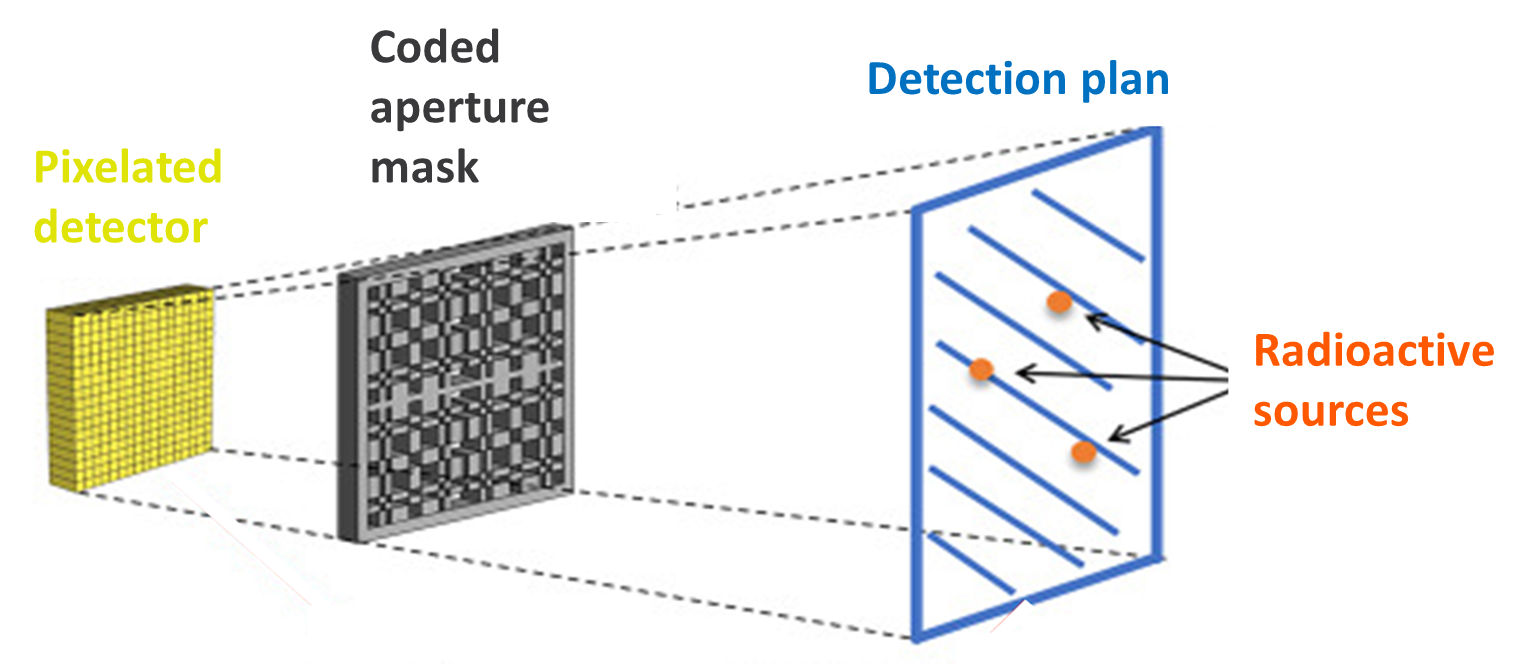 Coded
aperture
mask
Detection plan
Pixelated
detector
Radioactive
sources